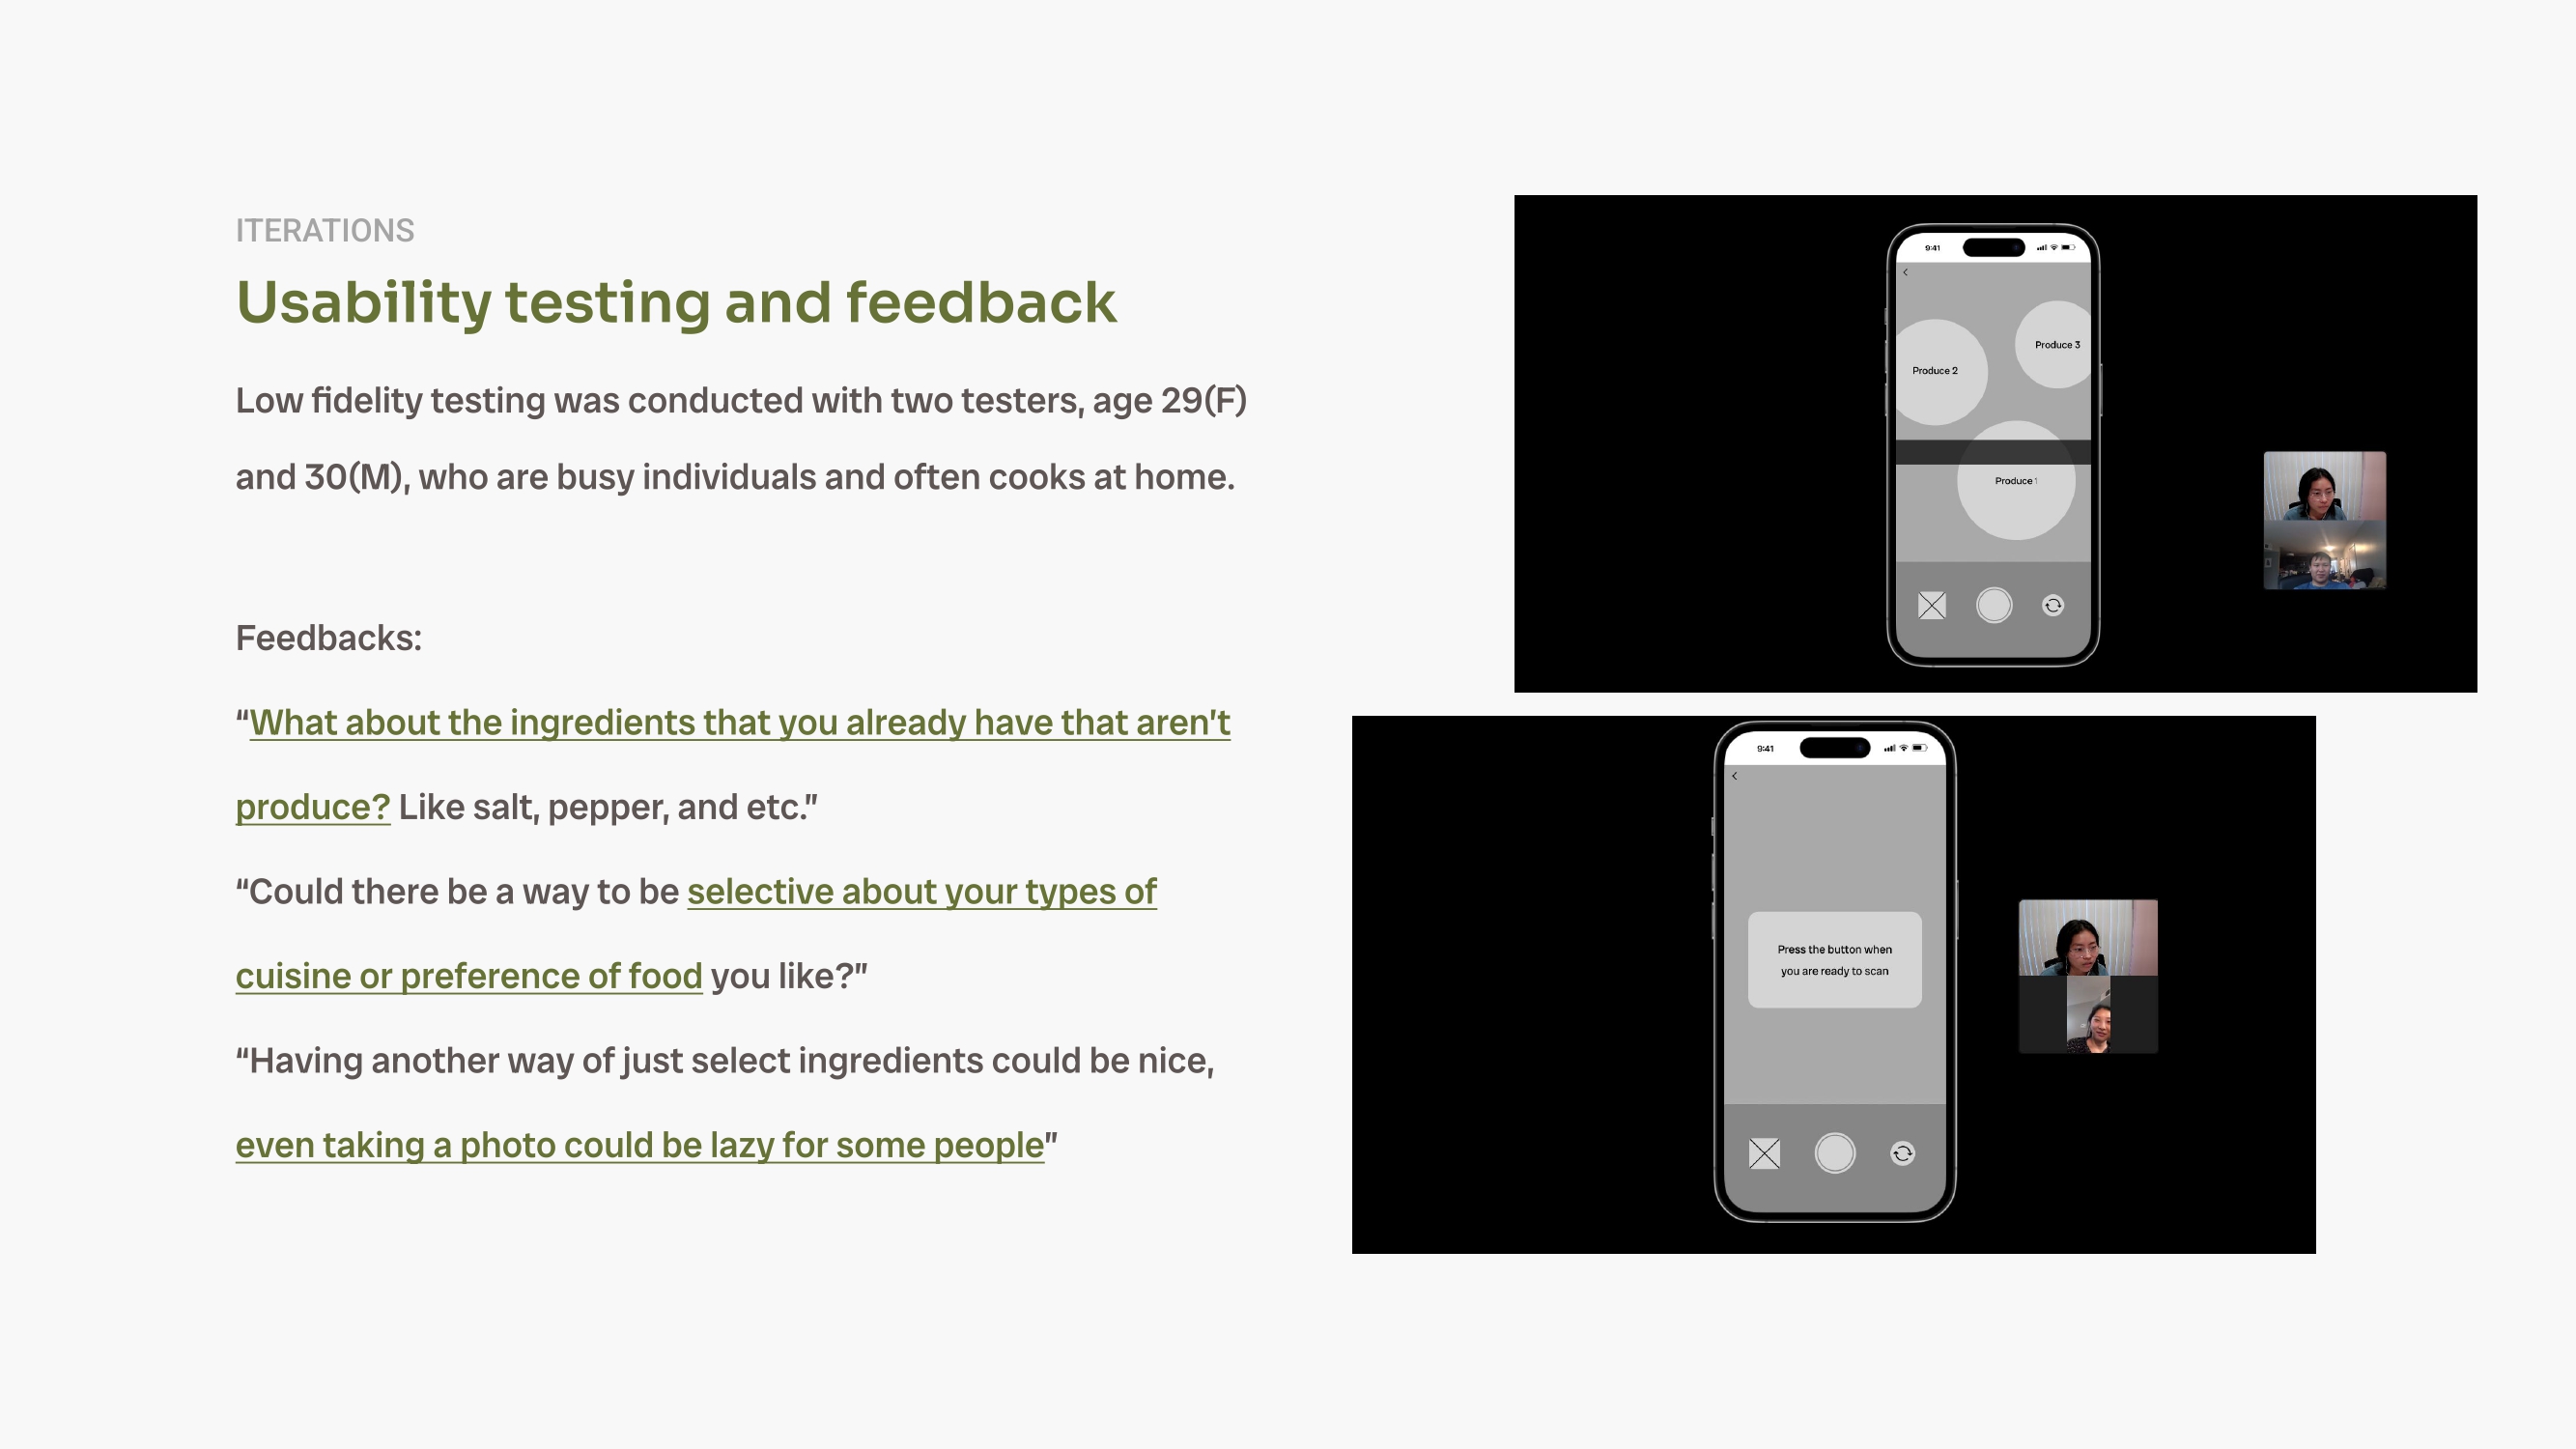 ITERATIONS
Usability testing and feedback
Low fidelity testing was conducted with two testers, age 29(F)
and 30(M), who are busy individuals and often cooks at home.
Feedbacks:
“What about the ingredients that you already have that aren’t
produce? Like salt, pepper, and etc.”
“Could there be a way to be selective about your types of
cuisine or preference of food you like?”
“Having another way of just select ingredients could be nice,
even taking a photo could be lazy for some people”
9:41
Produce 3
Produce 2
Produce 1
9:41
Press the button when
you are ready to scan